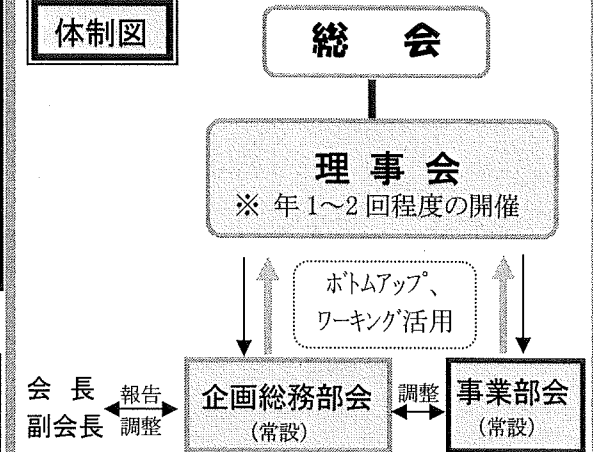 体制図
総会
理事会
※ 年1～2回程度の開催
ﾎﾞﾄﾑｱｯﾌﾟ、
ﾜｰｷﾝｸﾞ活用
会長
副会長
報告
調整
企画総務部会
(常設)
調整
事業部会
(常設)